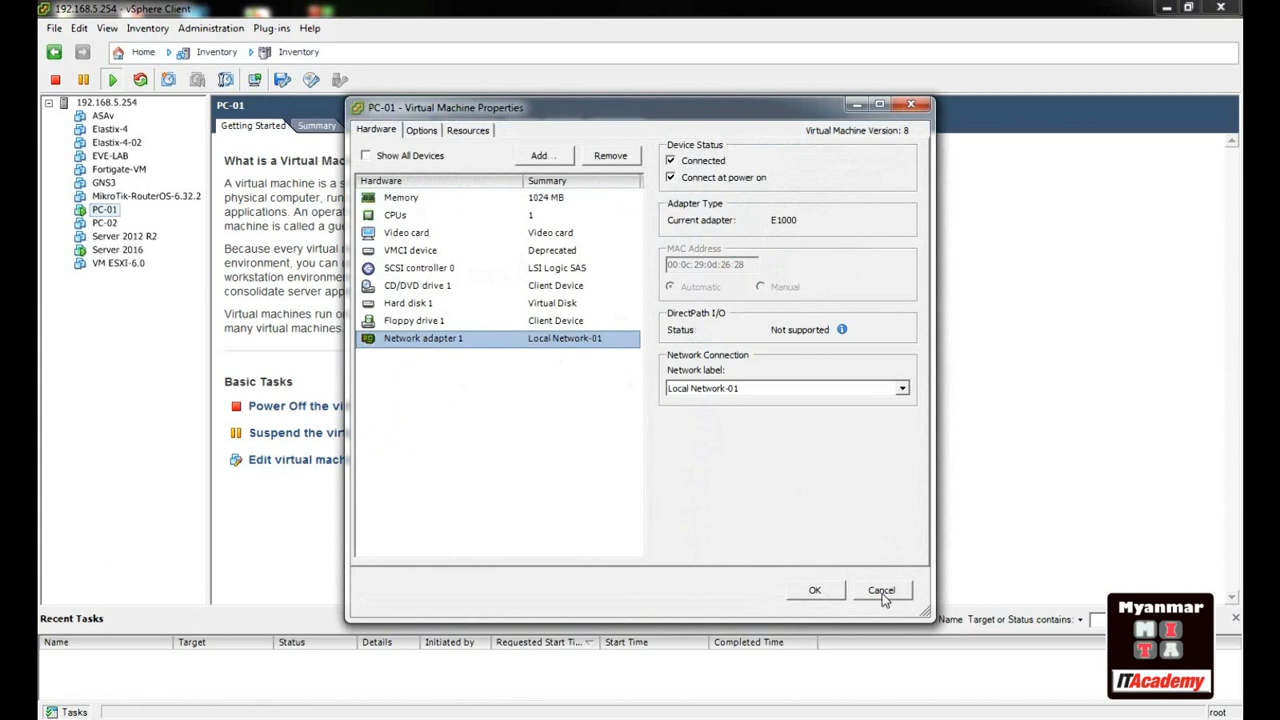 192.168.5.254 - vSphere Client
File Edit View Inventory Administration Plug-ins Help
Home Inventory Inventory
192.168.5.254
ASAv
Elastix-4
Elastix-4-02
EVE-LAB
Fortigate-VM
GNS3
MikroTik-RouterOS-6.32.2
PC-01
PC-02
Server 2012 R2
Server 2016
VM ESXI-6.0
PC-01
Getting Started Summary
What is a Virtual Mac
A virtual machine is a s
physical computer, run
applications. An operat
machine is called a gue
Because every virtual m
environment, you can u
workstation environme
consolidate server app
Virtual machines run o
many virtual machines.
Basic Tasks
Power Off the vi
Suspend the virt
Edit virtual mach
PC-01 - Virtual Machine Properties
Hardware Options Resources
Virtual Machine Version: 8
Show All Devices Add... Remove
Hardware Summary
Memory 1024 MB
CPUs 1
Video card Video card
VMCI device Deprecated
SCSI controller 0 LSI Logic SAS
CD/DVD drive 1 Client Device
Hard disk 1 Virtual Disk
Floppy drive 1 Client Device
Network adapter 1 Local Network-01
Device Status
Connected
Connect at power on
Adapter Type
Current adapter: E1000
MAC Address
00:0c:29:0d:26:28
Automatic Manual
DirectPath I/O
Status: Not supported
Network Connection
Network label:
Local Network-01
OK Cancel
Recent Tasks
Name Target or Status contains:
Name Target Status Details Initiated by Requested Start Ti... Start Time Completed Time
Tasks
root
Myanmar
M I
T A
ITAcademy